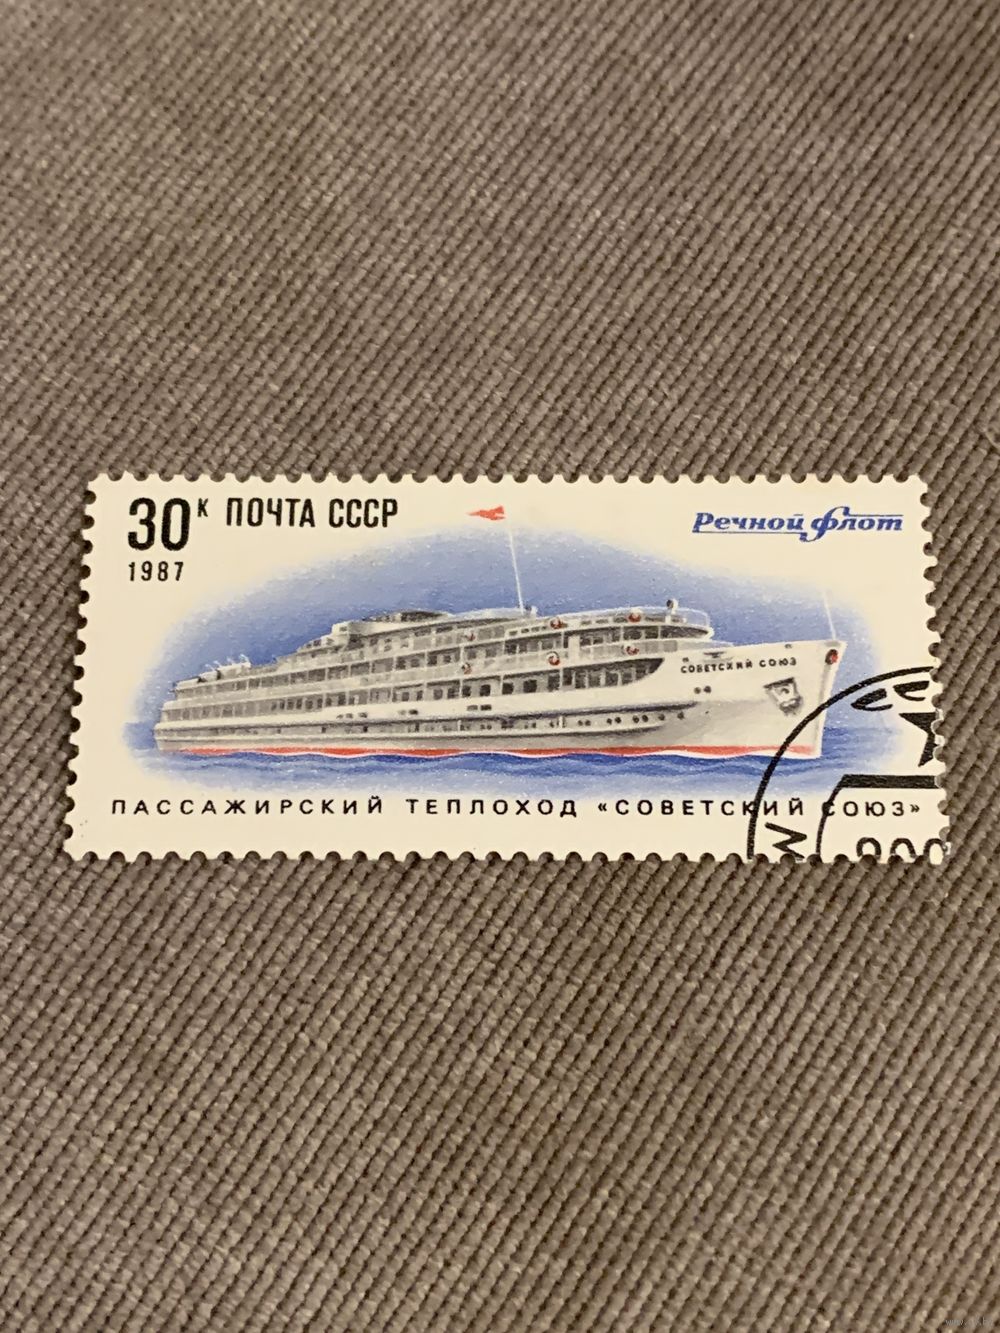 30к ПОЧТА СССР
1987
Речной флот
СОВЕТСКИЙ СОЮЗ
ПАССАЖИРСКИЙ ТЕПЛОХОД «СОВЕТСКИЙ СОЮЗ»